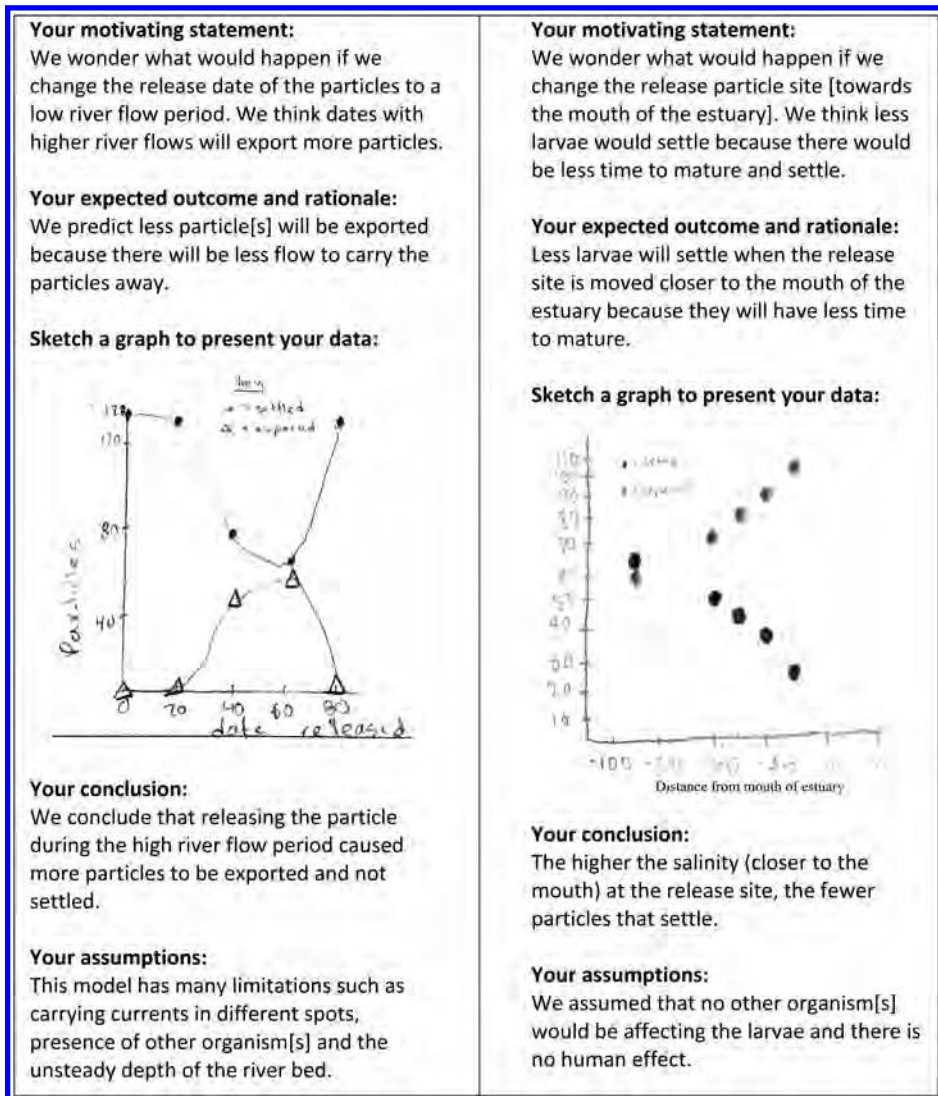 Your motivating statement:
We wonder what would happen if we
change the release date of the particles to a
low river flow period. We think dates with
higher river flows will export more particles.
Your expected outcome and rationale:
We predict less particle[s] will be exported
because there will be less flow to carry the
particles away.
Sketch a graph to present your data:
settled
120
80
40
Particles
0 20 40 60 80
date released
Your conclusion:
We conclude that releasing the particle
during the high river flow period caused
more particles to be exported and not
settled.
Your assumptions:
This model has many limitations such as
carrying currents in different spots,
presence of other organism[s] and the
unsteady depth of the river bed.
Your motivating statement:
We wonder what would happen if we
change the release particle site [towards
the mouth of the estuary]. We think less
larvae would settle because there would
be less time to mature and settle.
Your expected outcome and rationale:
Less larvae will settle when the release
site is moved closer to the mouth of the
estuary because they will have less time
to mature.
Sketch a graph to present your data:
110
70
40
20
10
-100
Distance from mouth of estuary
Your conclusion:
The higher the salinity (closer to the
mouth) at the release site, the fewer
particles that settle.
Your assumptions:
We assumed that no other organism[s]
would be affecting the larvae and there is
no human effect.